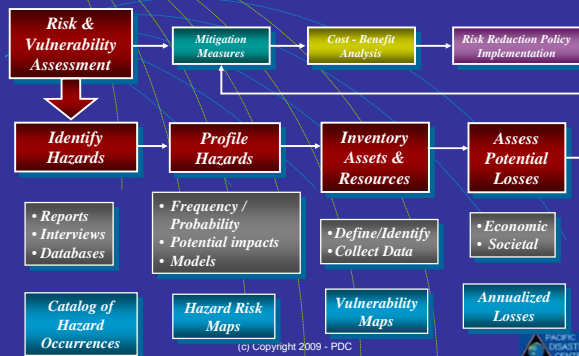 Risk &
Vulnerability
Assessment
Mitigation
Measures
Cost - Benefit
Analysis
Risk Reduction Policy
Implementation
Identify
Hazards
Profile
Hazards
Inventory
Assets &
Resources
Assess
Potential
Losses
• Reports
• Interviews
• Databases
• Frequency /
Probability
• Potential impacts
• Models
• Define/Identify
• Collect Data
• Economic
• Societal
Catalog of
Hazard
Occurrences
Hazard Risk
Maps
Vulnerability
Maps
Annualized
Losses
(c) Copyright 2009 - PDC
PACIFIC